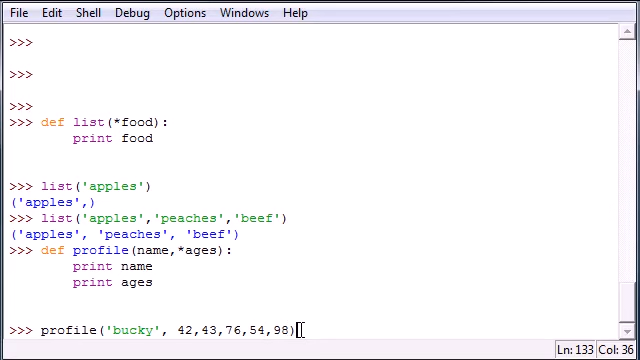 File Edit Shell Debug Options Windows Help
>>>
>>>
>>>
>>> def list(*food):
        print food
>>> list('apples')
('apples',)
>>> list('apples','peaches','beef')
('apples', 'peaches', 'beef')
>>> def profile(name,*ages):
        print name
        print ages
>>> profile('bucky', 42,43,76,54,98)
Ln: 133 Col: 36